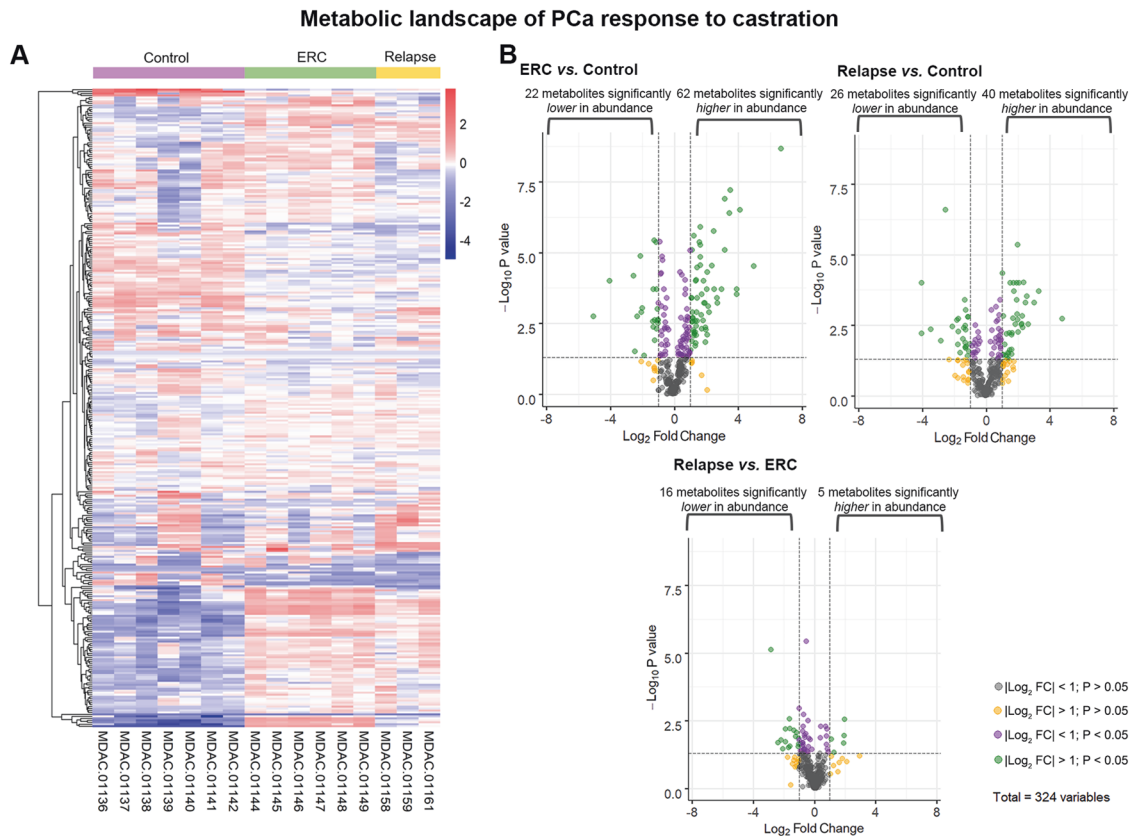 Metabolic landscape of PCa response to castration
A
Control
ERC
Relapse
2
0
-2
-4
MDAC.01136
MDAC.01137
MDAC.01138
MDAC.01139
MDAC.01140
MDAC.01141
MDAC.01142
MDAC.01144
MDAC.01145
MDAC.01146
MDAC.01147
MDAC.01148
MDAC.01149
MDAC.01158
MDAC.01159
MDAC.01161
B
ERC vs. Control
22 metabolites significantly
lower in abundance
62 metabolites significantly
higher in abundance
−Log10 P value
7.5
5.0
2.5
0.0
-8
-4
0
4
8
Log2 Fold Change
Relapse vs. Control
26 metabolites significantly
lower in abundance
40 metabolites significantly
higher in abundance
−Log10 P value
7.5
5.0
2.5
0.0
-8
-4
0
4
8
Log2 Fold Change
Relapse vs. ERC
16 metabolites significantly
lower in abundance
5 metabolites significantly
higher in abundance
−Log10 P value
7.5
5.0
2.5
0.0
-8
-4
0
4
8
Log2 Fold Change
|Log2 FC| < 1; P > 0.05
|Log2 FC| > 1; P > 0.05
|Log2 FC| < 1; P < 0.05
|Log2 FC| > 1; P < 0.05
Total = 324 variables